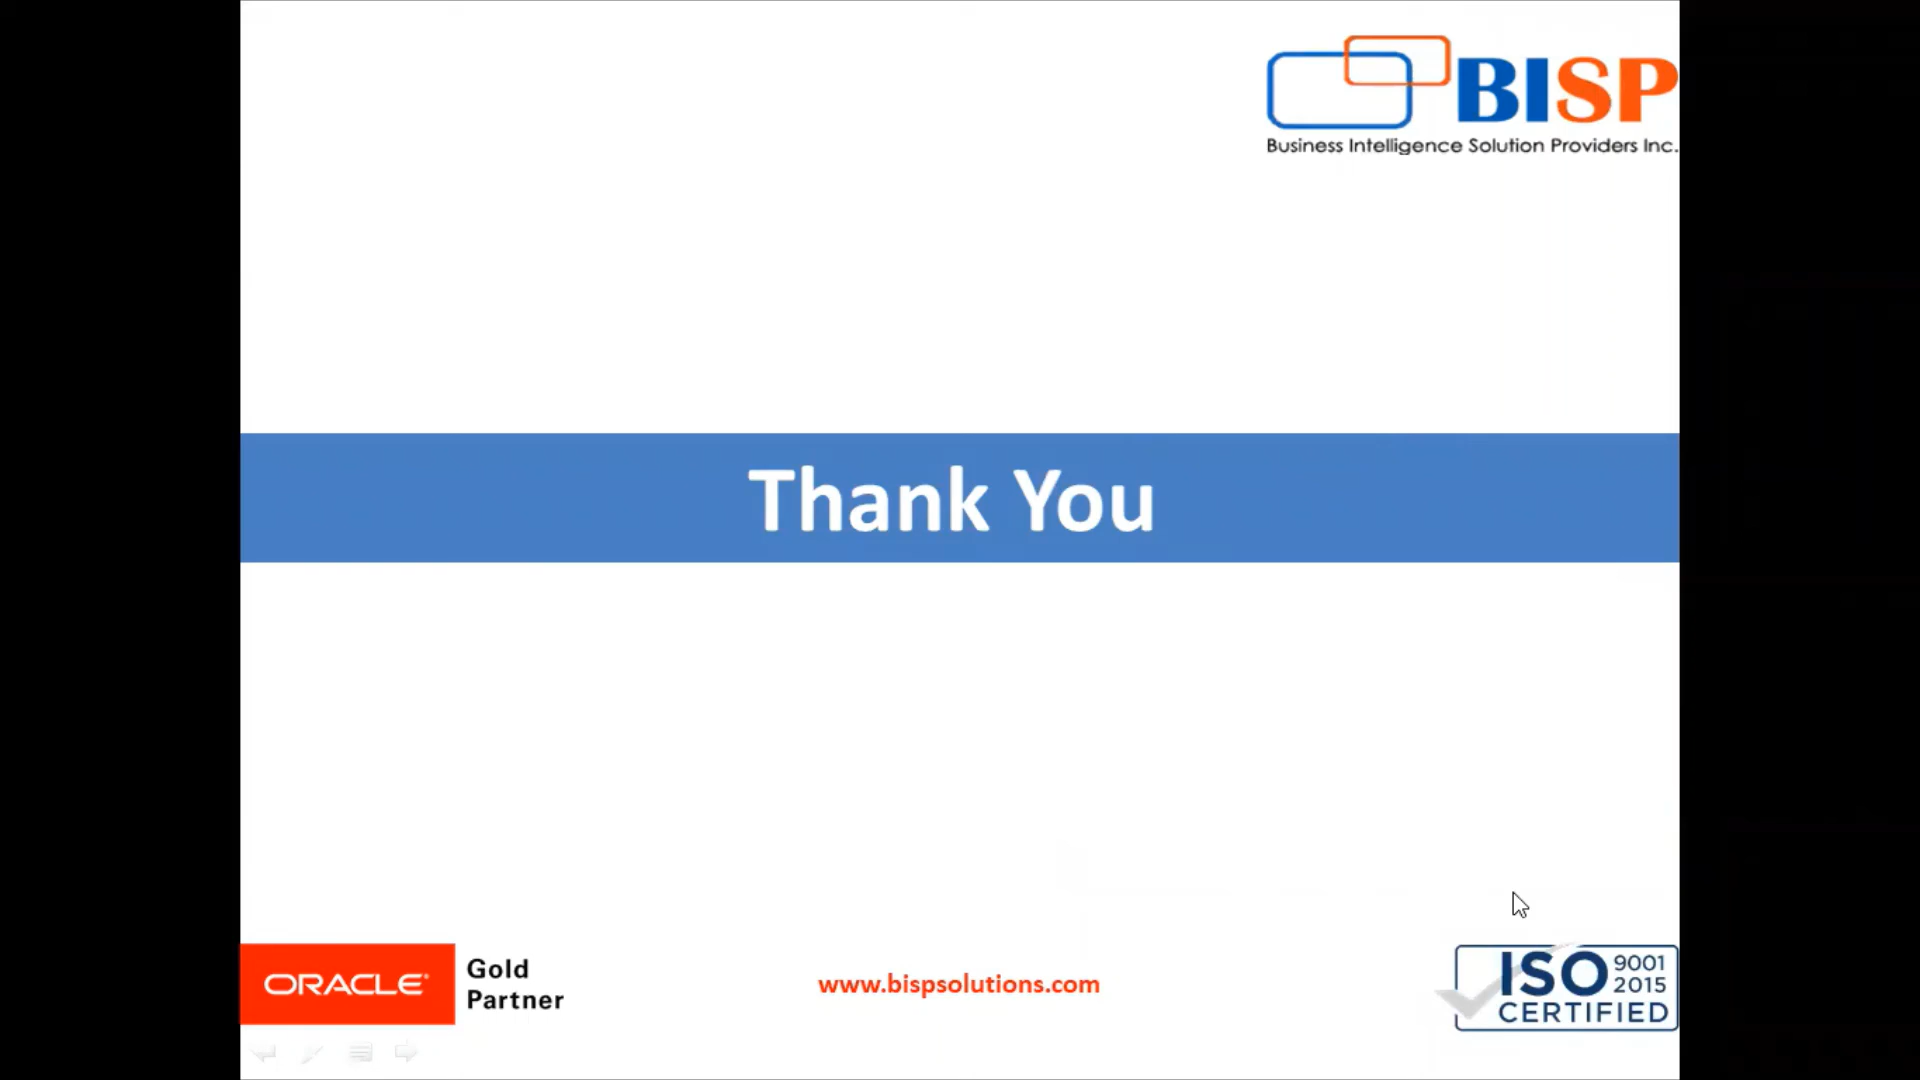 BISP
Business Intelligence Solution Providers Inc.
Thank You
ORACLE®
Gold
Partner
www.bispsolutions.com
ISO 9001
2015
CERTIFIED